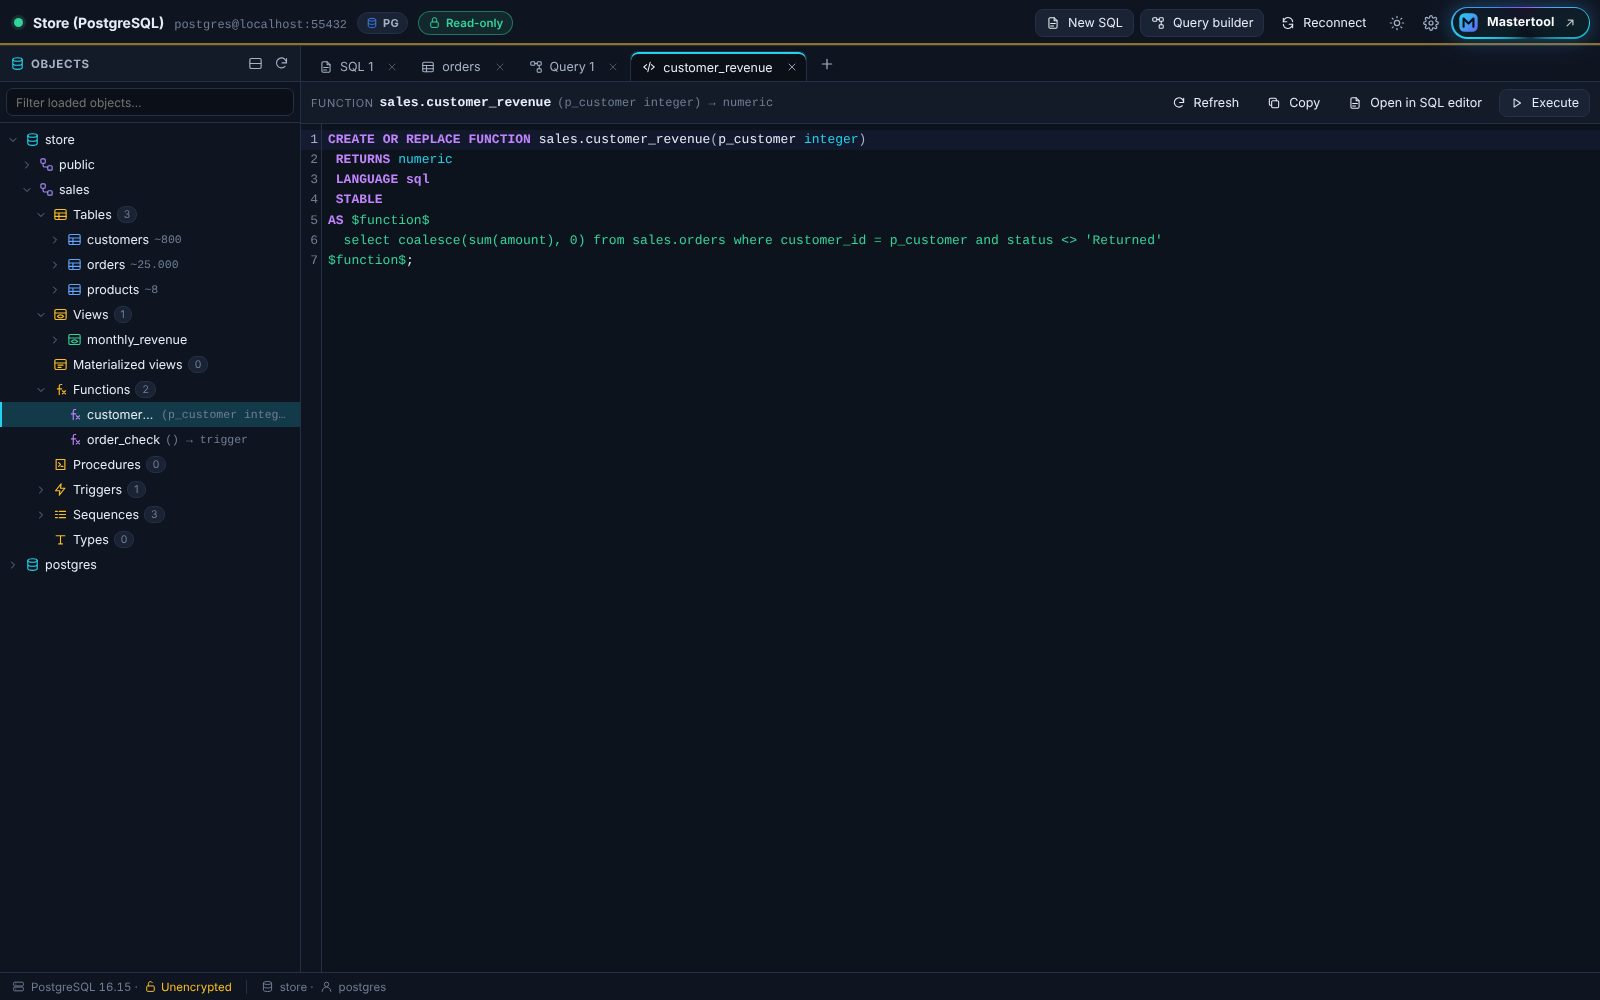 Store (PostgreSQL) postgres@localhost:55432 PG Read-only New SQL Query builder Reconnect Mastertool
OBJECTS
SQL 1 orders Query 1 customer_revenue
Filter loaded objects...
FUNCTION sales.customer_revenue (p_customer integer) → numeric Refresh Copy Open in SQL editor Execute
store
public
sales
Tables 3
customers ~800
orders ~25.000
products ~8
Views 1
monthly_revenue
Materialized views 0
Functions 2
customer... (p_customer integ…
order_check () → trigger
Procedures 0
Triggers 1
Sequences 3
Types 0
postgres
1 CREATE OR REPLACE FUNCTION sales.customer_revenue(p_customer integer)
2 RETURNS numeric
3 LANGUAGE sql
4 STABLE
5 AS $function$
6 select coalesce(sum(amount), 0) from sales.orders where customer_id = p_customer and status <> 'Returned'
7 $function$;
PostgreSQL 16.15 · Unencrypted store · postgres